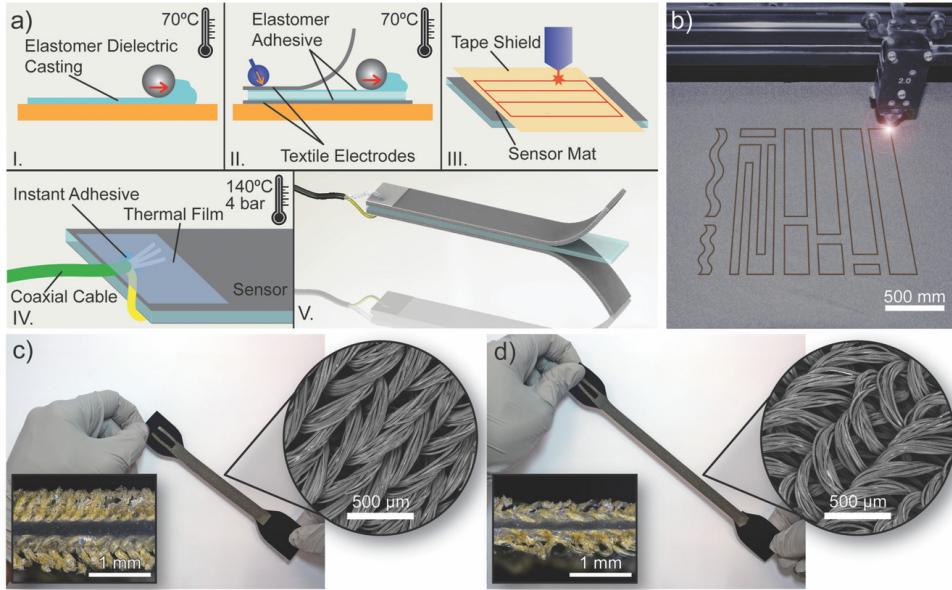 a)
70ºC
Elastomer Dielectric
Casting
I.
Elastomer
Adhesive
70ºC
Textile Electrodes
II.
Tape Shield
Sensor Mat
III.
Instant Adhesive
140ºC
4 bar
Thermal Film
Coaxial Cable
Sensor
IV.
V.
b)
2.0
500 mm
c)
500 µm
1 mm
d)
500 µm
1 mm